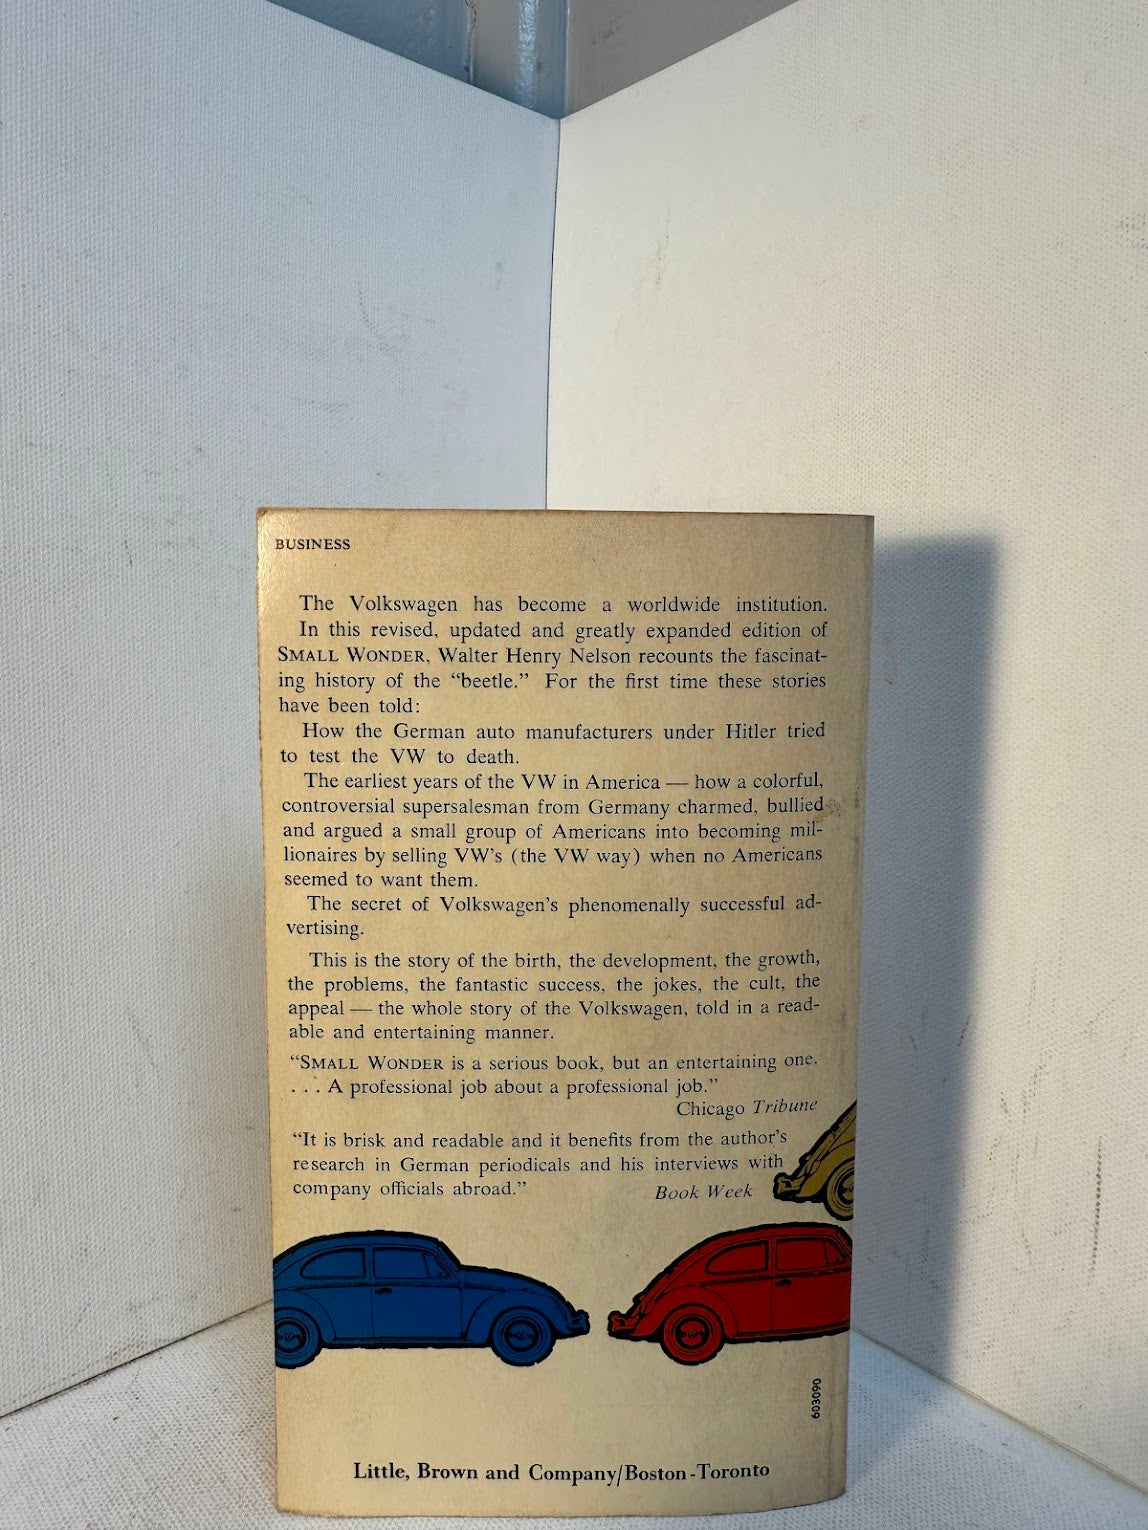 BUSINESS
The Volkswagen has become a worldwide institution.
In this revised, updated and greatly expanded edition of
SMALL WONDER, Walter Henry Nelson recounts the fascinat-
ing history of the “beetle.” For the first time these stories
have been told:
How the German auto manufacturers under Hitler tried
to test the VW to death.
The earliest years of the VW in America — how a colorful,
controversial supersalesman from Germany charmed, bullied
and argued a small group of Americans into becoming mil-
lionaires by selling VW's (the VW way) when no Americans
seemed to want them.
The secret of Volkswagen's phenomenally successful ad-
vertising.
This is the story of the birth, the development, the growth,
the problems, the fantastic success, the jokes, the cult, the
appeal — the whole story of the Volkswagen, told in a read-
able and entertaining manner.
“SMALL WONDER is a serious book, but an entertaining one.
. . . A professional job about a professional job.”
Chicago Tribune
“It is brisk and readable and it benefits from the author's
research in German periodicals and his interviews with
company officials abroad.” Book Week
603090
Little, Brown and Company/Boston-Toronto